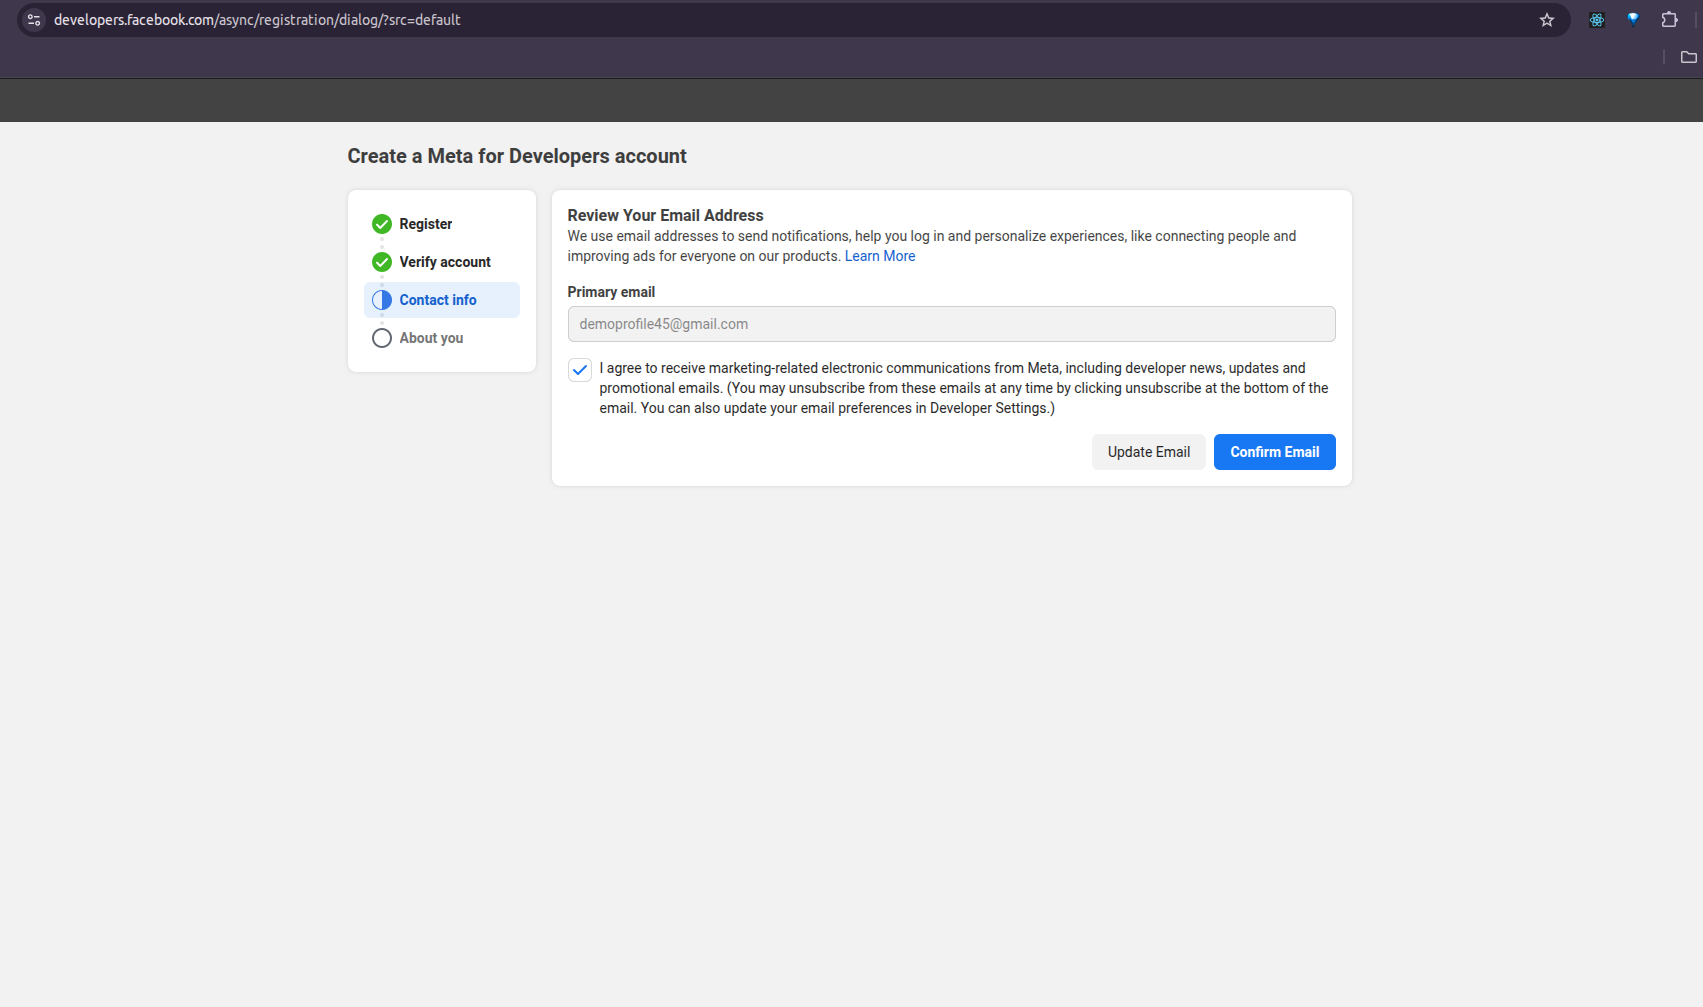 developers.facebook.com/async/registration/dialog/?src=default
Create a Meta for Developers account
Register
Verify account
Contact info
About you
Review Your Email Address
We use email addresses to send notifications, help you log in and personalize experiences, like connecting people and
improving ads for everyone on our products. Learn More
Primary email
demoprofile45@gmail.com
I agree to receive marketing-related electronic communications from Meta, including developer news, updates and
promotional emails. (You may unsubscribe from these emails at any time by clicking unsubscribe at the bottom of the
email. You can also update your email preferences in Developer Settings.)
Update Email
Confirm Email